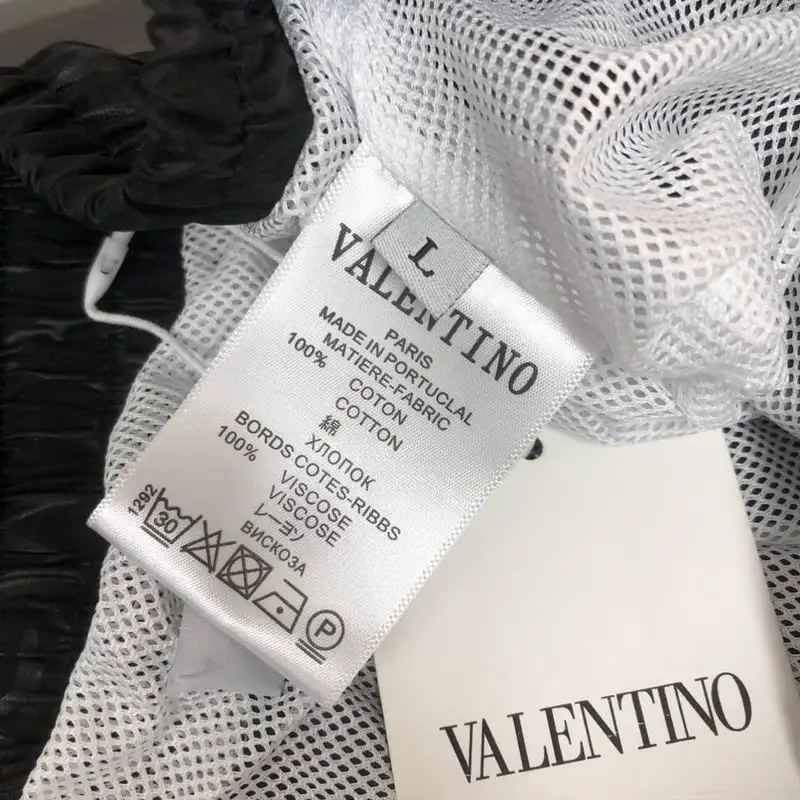 L
VALENTINO
PARIS
MADE IN PORTUCLAL
MATIERE-FABRIC
100% COTON
COTTON
綿
ХЛОПОК
BORDS COTES-RIBBS
100% VISCOSE
VISCOSE
レーヨン
ВИСКОЗА
1292
30
P
VALENTINO